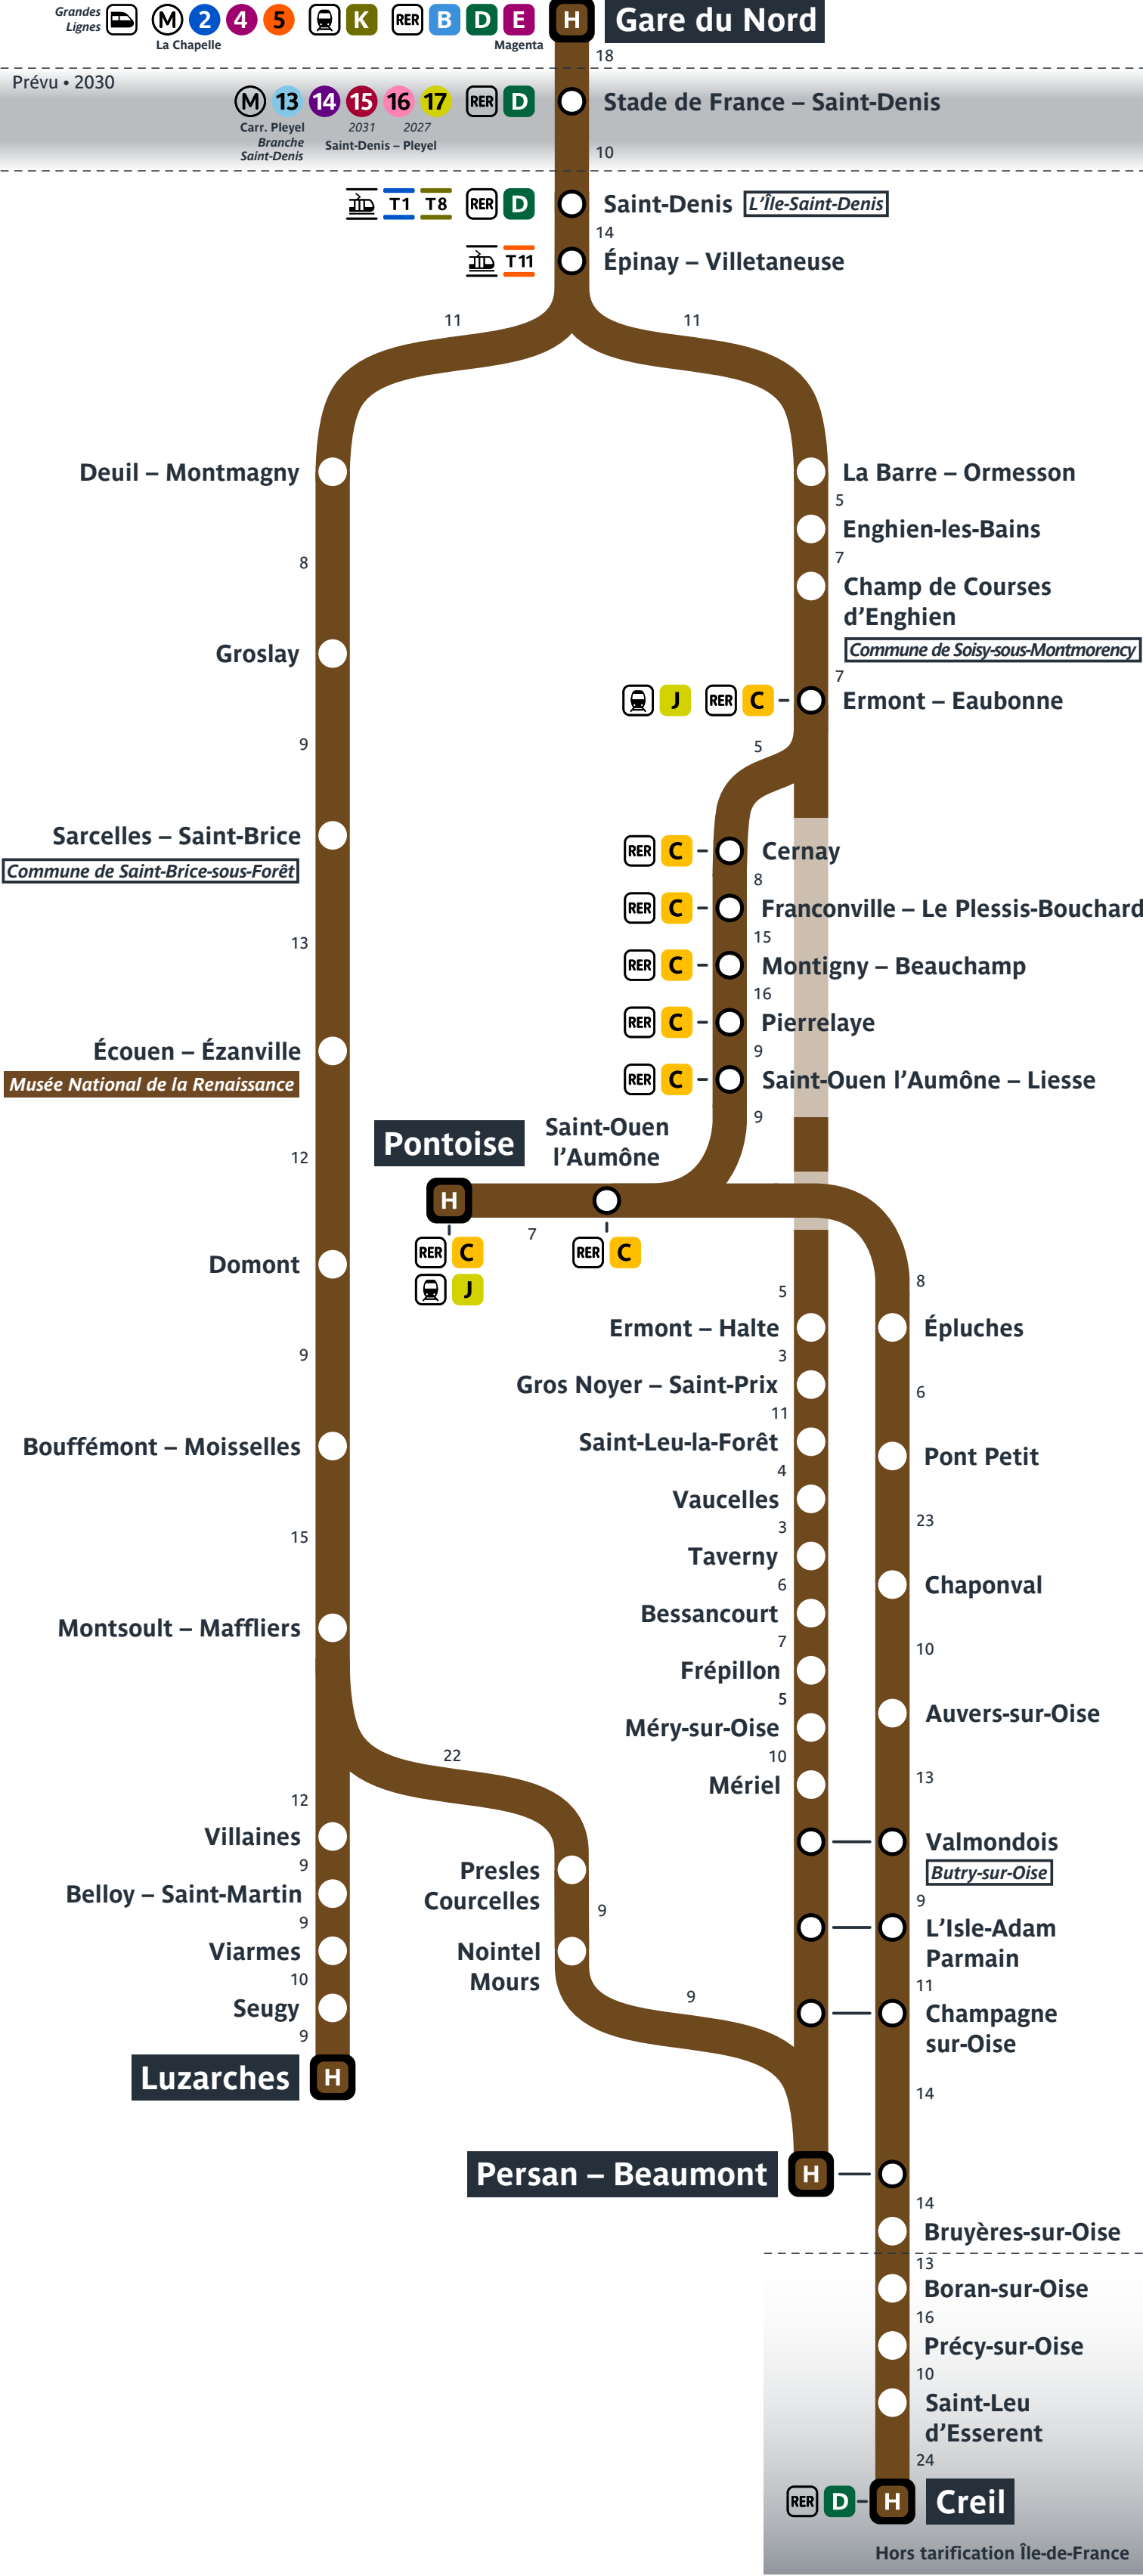 Grandes
Lignes
M 2 4 5 K RER B D E H Gare du Nord
La Chapelle
Magenta
18
Prévu • 2030
M 13 14 15 16 17 RER D Stade de France – Saint-Denis
Carr. Pleyel
Branche
Saint-Denis
2031 2027
Saint-Denis – Pleyel
10
T1 T8 RER D Saint-Denis L’Île-Saint-Denis
14
T11 Épinay – Villetaneuse
11 11
Deuil – Montmagny
8
Groslay
9
Sarcelles – Saint-Brice
Commune de Saint-Brice-sous-Forêt
13
Écouen – Ézanville
Musée National de la Renaissance
12
Domont
9
Bouffémont – Moisselles
15
Montsoult – Maffliers
12
Villaines
9
Belloy – Saint-Martin
9
Viarmes
10
Seugy
9
Luzarches H
22
Presles
Courcelles
9
Nointel
Mours
9
La Barre – Ormesson
5
Enghien-les-Bains
7
Champ de Courses
d’Enghien
Commune de Soisy-sous-Montmorency
7
J RER C Ermont – Eaubonne
5
RER C Cernay
8
RER C Franconville – Le Plessis-Bouchard
15
RER C Montigny – Beauchamp
16
RER C Pierrelaye
9
RER C Saint-Ouen l’Aumône – Liesse
9
Saint-Ouen
l’Aumône
RER C
7
Pontoise
H
RER C
J
5
Ermont – Halte
3
Gros Noyer – Saint-Prix
11
Saint-Leu-la-Forêt
4
Vaucelles
3
Taverny
6
Bessancourt
7
Frépillon
5
Méry-sur-Oise
10
Mériel
8
Épluches
6
Pont Petit
23
Chaponval
10
Auvers-sur-Oise
13
Valmondois
Butry-sur-Oise
9
L’Isle-Adam
Parmain
11
Champagne
sur-Oise
14
Persan – Beaumont H
14
Bruyères-sur-Oise
13
Boran-sur-Oise
16
Précy-sur-Oise
10
Saint-Leu
d’Esserent
24
RER D H Creil
Hors tarification Île-de-France